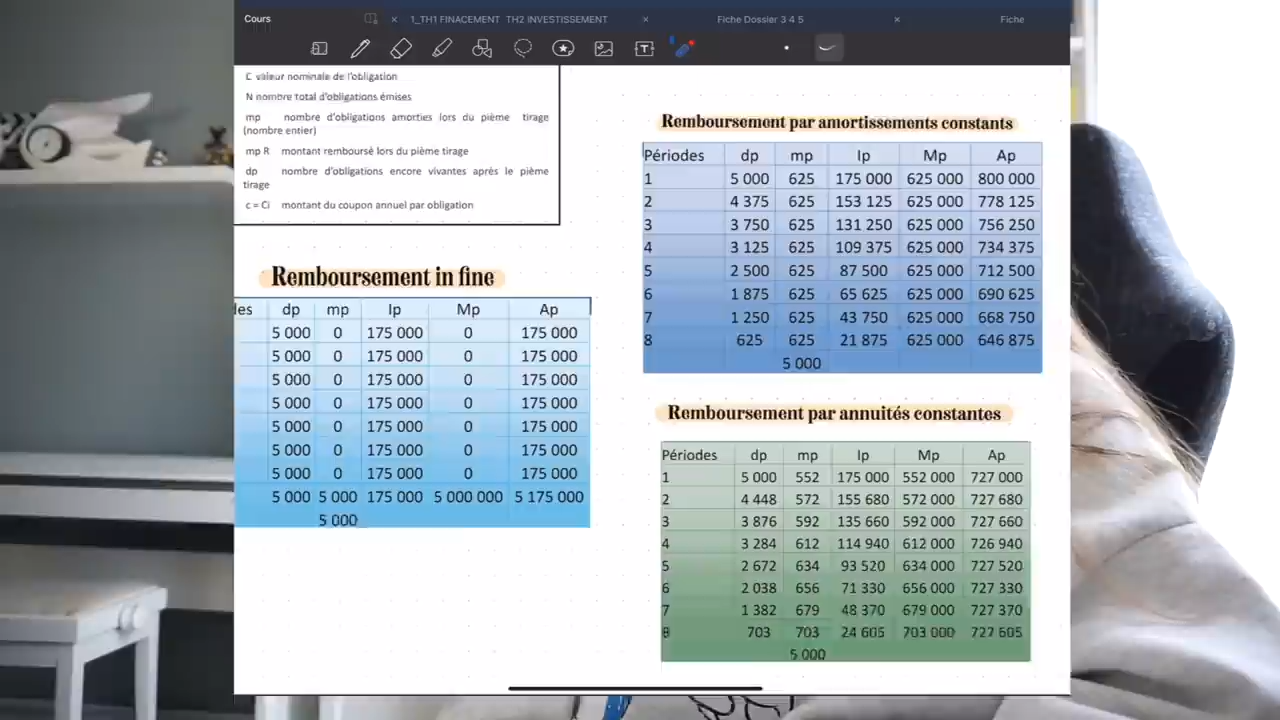 Cours
1_TH1 FINACEMENT TH2 INVESTISSEMENT
Fiche Dossier 3 4 5
Fiche
C valeur nominale de l'obligation
N nombre total d'obligations émises
mp nombre d'obligations amorties lors du pième tirage
(nombre entier)
mp R montant remboursé lors du pième tirage
dp nombre d'obligations encore vivantes après le pième
tirage
c = Ci montant du coupon annuel par obligation
Remboursement in fine
des dp mp Ip Mp Ap
5 000 0 175 000 0 175 000
5 000 0 175 000 0 175 000
5 000 0 175 000 0 175 000
5 000 0 175 000 0 175 000
5 000 0 175 000 0 175 000
5 000 0 175 000 0 175 000
5 000 0 175 000 0 175 000
5 000 5 000 175 000 5 000 000 5 175 000
5 000
Remboursement par amortissements constants
Périodes dp mp Ip Mp Ap
1 5 000 625 175 000 625 000 800 000
2 4 375 625 153 125 625 000 778 125
3 3 750 625 131 250 625 000 756 250
4 3 125 625 109 375 625 000 734 375
5 2 500 625 87 500 625 000 712 500
6 1 875 625 65 625 625 000 690 625
7 1 250 625 43 750 625 000 668 750
8 625 625 21 875 625 000 646 875
5 000
Remboursement par annuités constantes
Périodes dp mp Ip Mp Ap
1 5 000 552 175 000 552 000 727 000
2 4 448 572 155 680 572 000 727 680
3 3 876 592 135 660 592 000 727 660
4 3 284 612 114 940 612 000 726 940
5 2 672 634 93 520 634 000 727 520
6 2 038 656 71 330 656 000 727 330
7 1 382 679 48 370 679 000 727 370
8 703 703 24 605 703 000 727 605
5 000